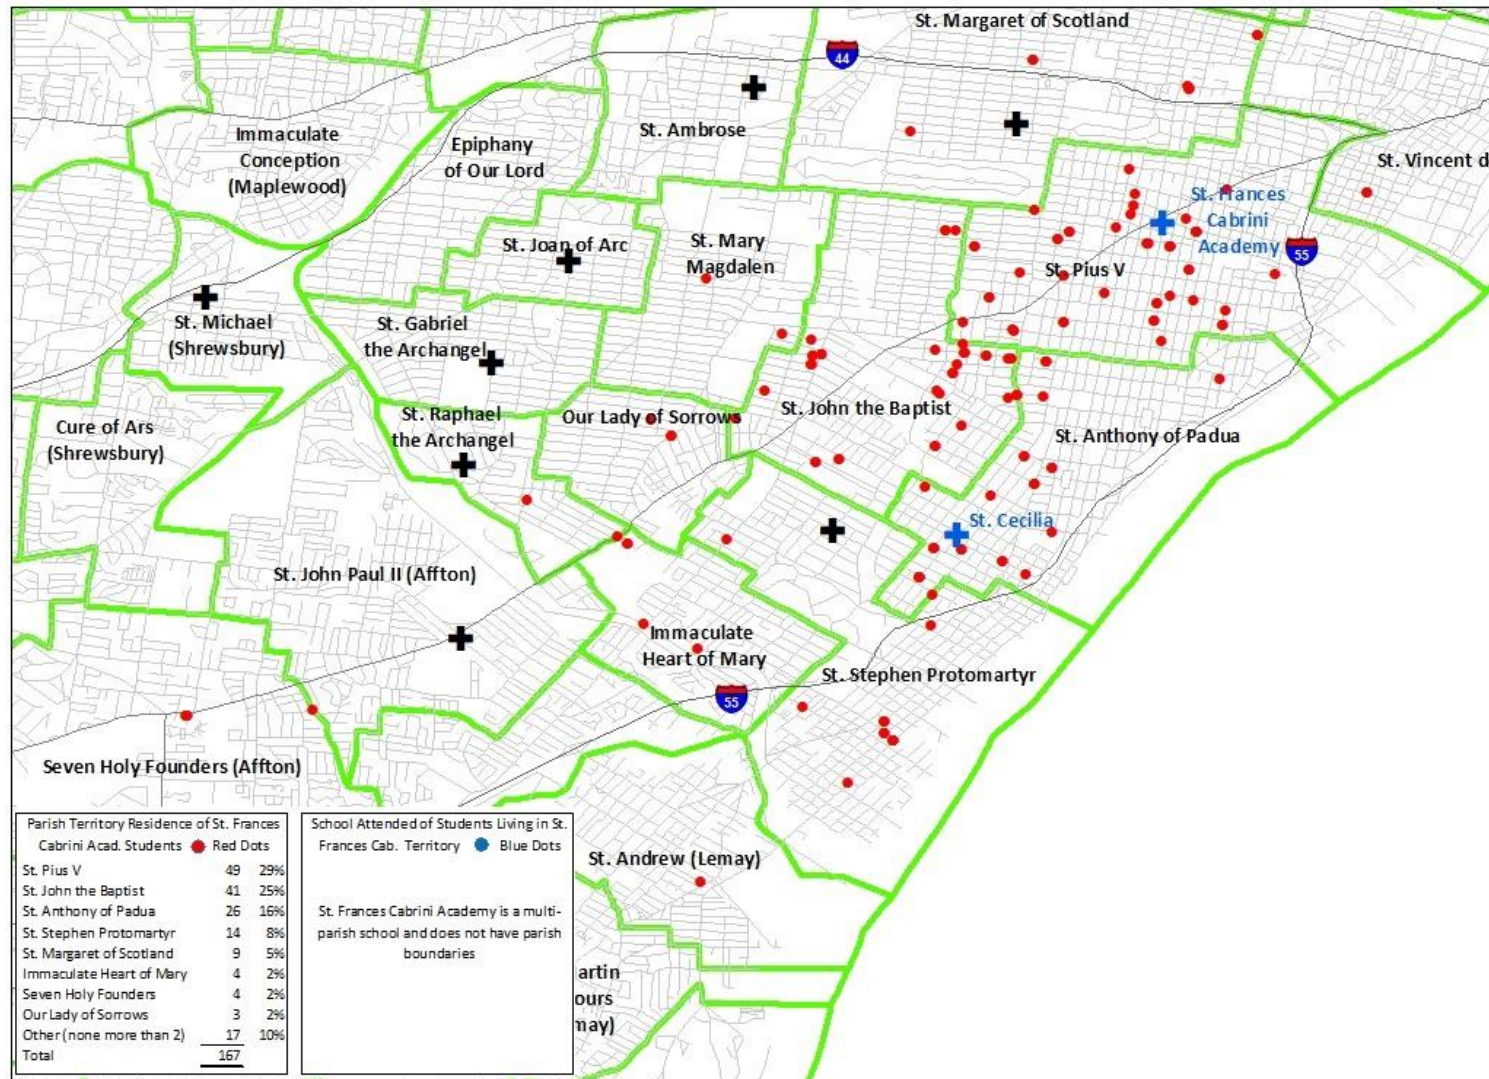 St. Margaret of Scotland
44
St. Ambrose
Immaculate
Conception
(Maplewood)
Epiphany
of Our Lord
St. Vincent d
St. Frances
Cabrini
Academy
55
St. Joan of Arc
St. Mary
Magdalen
St. Pius V
St. Michael
(Shrewsbury)
St. Gabriel
the Archangel
St. Raphael
the Archangel
Our Lady of Sorrows
St. John the Baptist
Cure of Ars
(Shrewsbury)
St. Anthony of Padua
St. Cecilia
St. John Paul II (Affton)
Immaculate
Heart of Mary
St. Stephen Protomartyr
55
Seven Holy Founders (Affton)
St. Andrew (Lemay)
artin
ours
may)
Parish Territory Residence of St. Frances
Cabrini Acad. Students Red Dots
St. Pius V 49 29%
St. John the Baptist 41 25%
St. Anthony of Padua 26 16%
St. Stephen Protomartyr 14 8%
St. Margaret of Scotland 9 5%
Immaculate Heart of Mary 4 2%
Seven Holy Founders 4 2%
Our Lady of Sorrows 3 2%
Other (none more than 2) 17 10%
Total 167
School Attended of Students Living in St.
Frances Cab. Territory Blue Dots
St. Frances Cabrini Academy is a multi-
parish school and does not have parish
boundaries